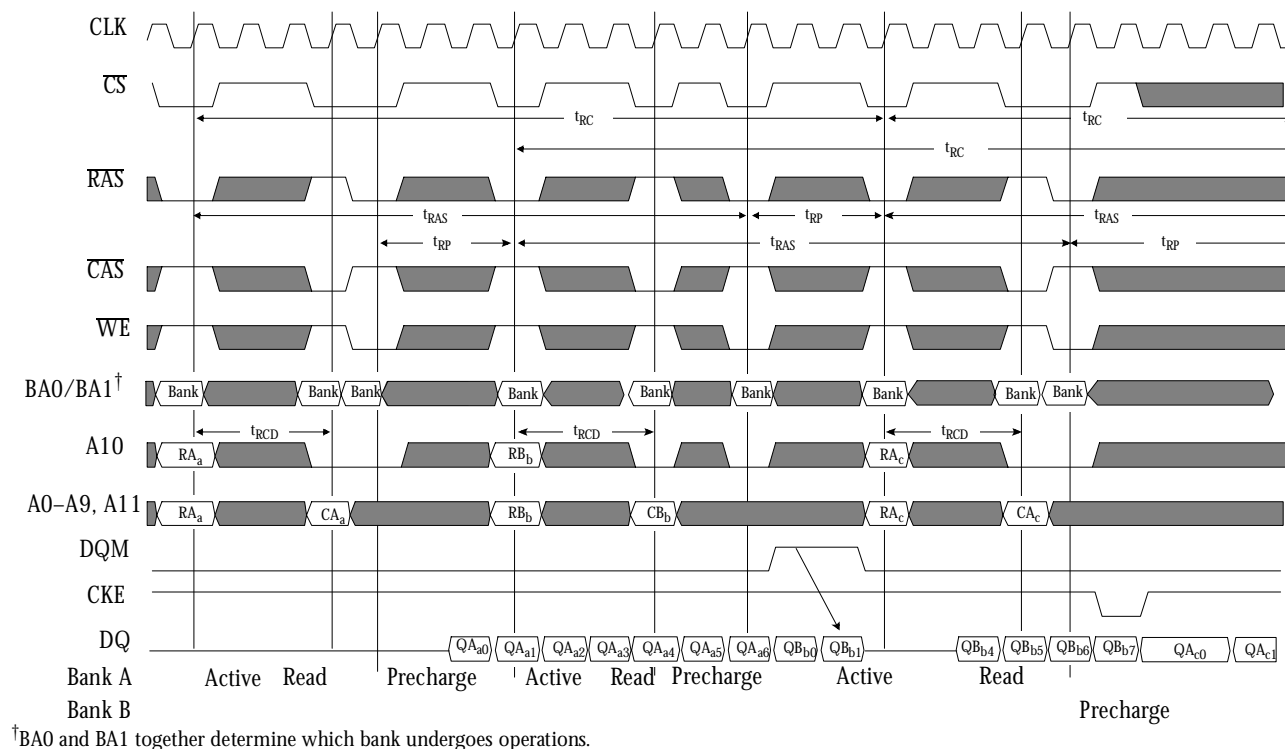 CLK
CS
tRC tRC
tRC
RAS
tRAS tRP tRAS
tRP tRAS tRP
CAS
WE
BA0/BA1† Bank Bank Bank Bank Bank Bank Bank Bank Bank
tRCD tRCD tRCD
A10 RAa RBb RAc
A0–A9, A11 RAa CAa RBb CBb RAc CAc
DQM
CKE
DQ QAa0 QAa1 QAa2 QAa3 QAa4 QAa5 QAa6 QBb0 QBb1 QBb4 QBb5 QBb6 QBb7 QAc0 QAc1
Bank A Active Read Precharge Active Read Precharge Active Read
Bank B Precharge
†BA0 and BA1 together determine which bank undergoes operations.